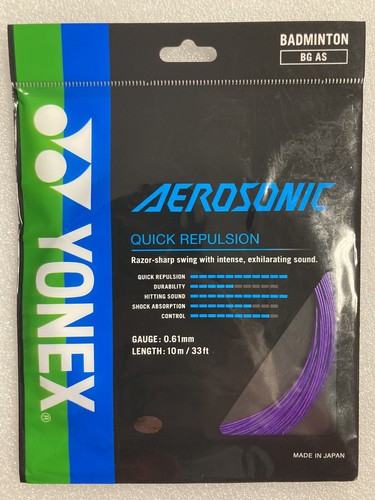 BADMINTON
BG AS
YONEX®
AEROSONIC
QUICK REPULSION
Razor-sharp swing with intense, exhilarating sound.
QUICK REPULSION
DURABILITY
HITTING SOUND
SHOCK ABSORPTION
CONTROL
GAUGE: 0.61mm
LENGTH: 10m/33ft
MADE IN JAPAN